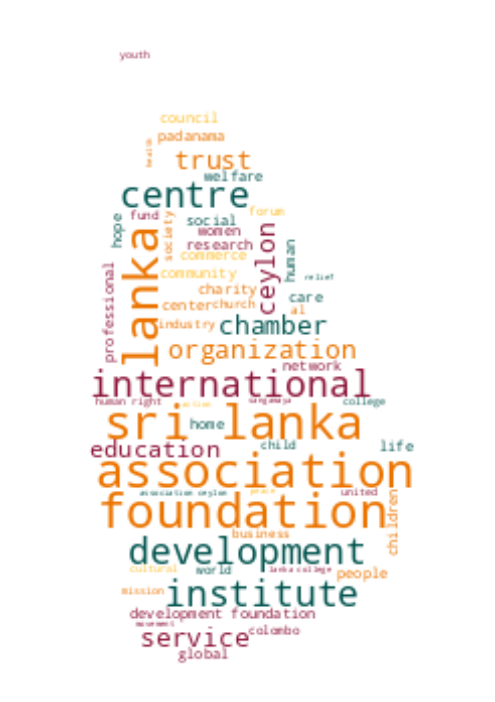 youth
council
padanama
health
trust
welfare
centre
hope
fund
society
social
forum
women
research
lanka
commerce
ceylon
human
professional
community
relief
charity
care
center
church
al
industry
chamber
organization
network
international
human right
action
sangamaya
college
sri lanka
home
education
child
life
association
association ceylon
peace
united
foundation
children
business
development
cultural
world
lanka college
people
mission
institute
development foundation
movement
service
colombo
global